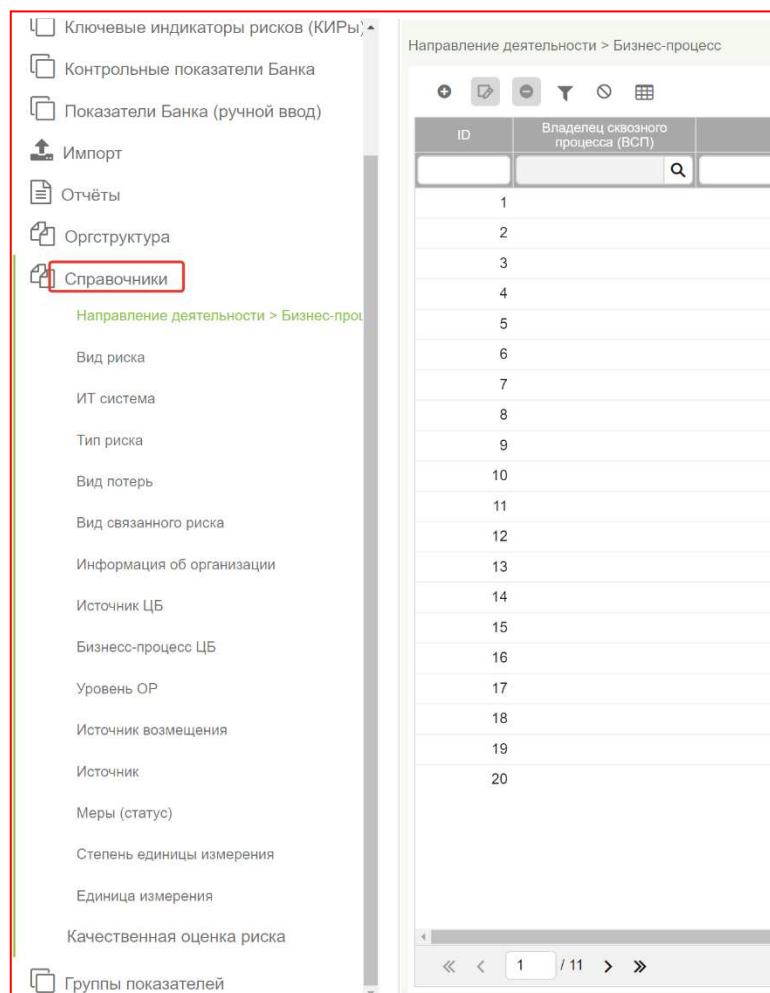 Ключевые индикаторы рисков (КИРы)
Контрольные показатели Банка
Показатели Банка (ручной ввод)
Импорт
Отчёты
Оргструктура
Справочники
Направление деятельности > Бизнес-проц
Вид риска
ИТ система
Тип риска
Вид потерь
Вид связанного риска
Информация об организации
Источник ЦБ
Бизнесс-процесс ЦБ
Уровень ОР
Источник возмещения
Источник
Меры (статус)
Степень единицы измерения
Единица измерения
Качественная оценка риска
Группы показателей
Направление деятельности > Бизнес-процесс
ID
Владелец сквозного
процесса (ВСП)
1
2
3
4
5
6
7
8
9
10
11
12
13
14
15
16
17
18
19
20
1 / 11